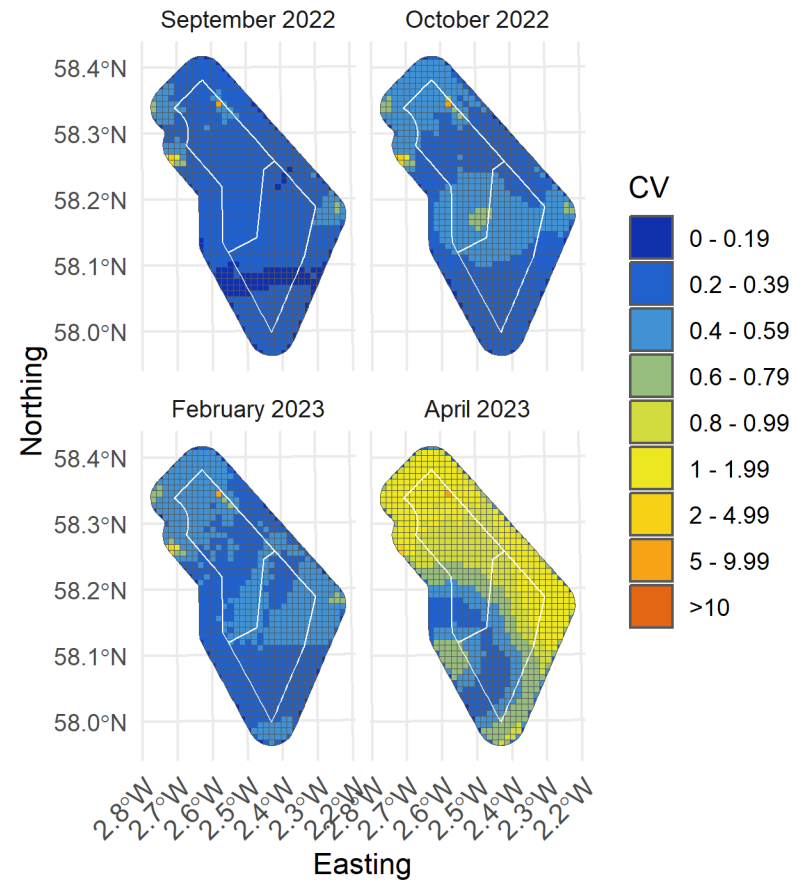 September 2022
October 2022
58.4°N
58.3°N
58.2°N
58.1°N
58.0°N
February 2023
April 2023
58.4°N
58.3°N
58.2°N
58.1°N
58.0°N
2.8°W
2.7°W
2.6°W
2.5°W
2.4°W
2.3°W
2.2°W
2.8°W
2.7°W
2.6°W
2.5°W
2.4°W
2.3°W
2.2°W
Easting
Northing
CV
0 - 0.19
0.2 - 0.39
0.4 - 0.59
0.6 - 0.79
0.8 - 0.99
1 - 1.99
2 - 4.99
5 - 9.99
>10